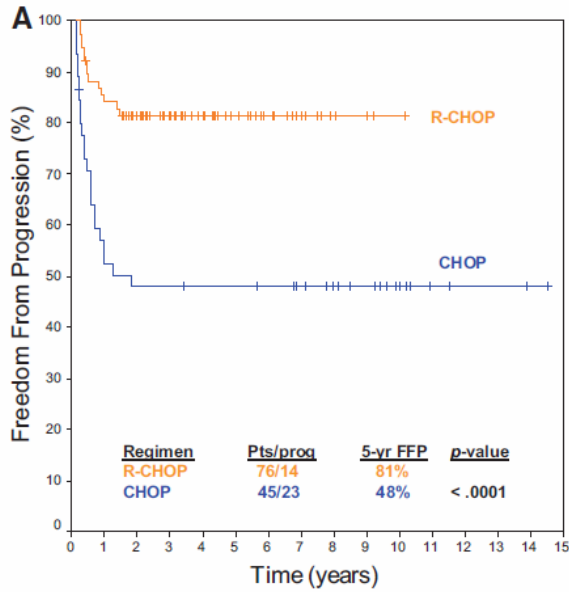 A
Freedom From Progression (%)
100
90
80
70
60
50
40
30
20
10
0
R-CHOP
CHOP
Regimen Pts/prog 5-yr FFP p-value
R-CHOP 76/14 81%
CHOP 45/23 48% < .0001
0 1 2 3 4 5 6 7 8 9 10 11 12 13 14 15
Time (years)